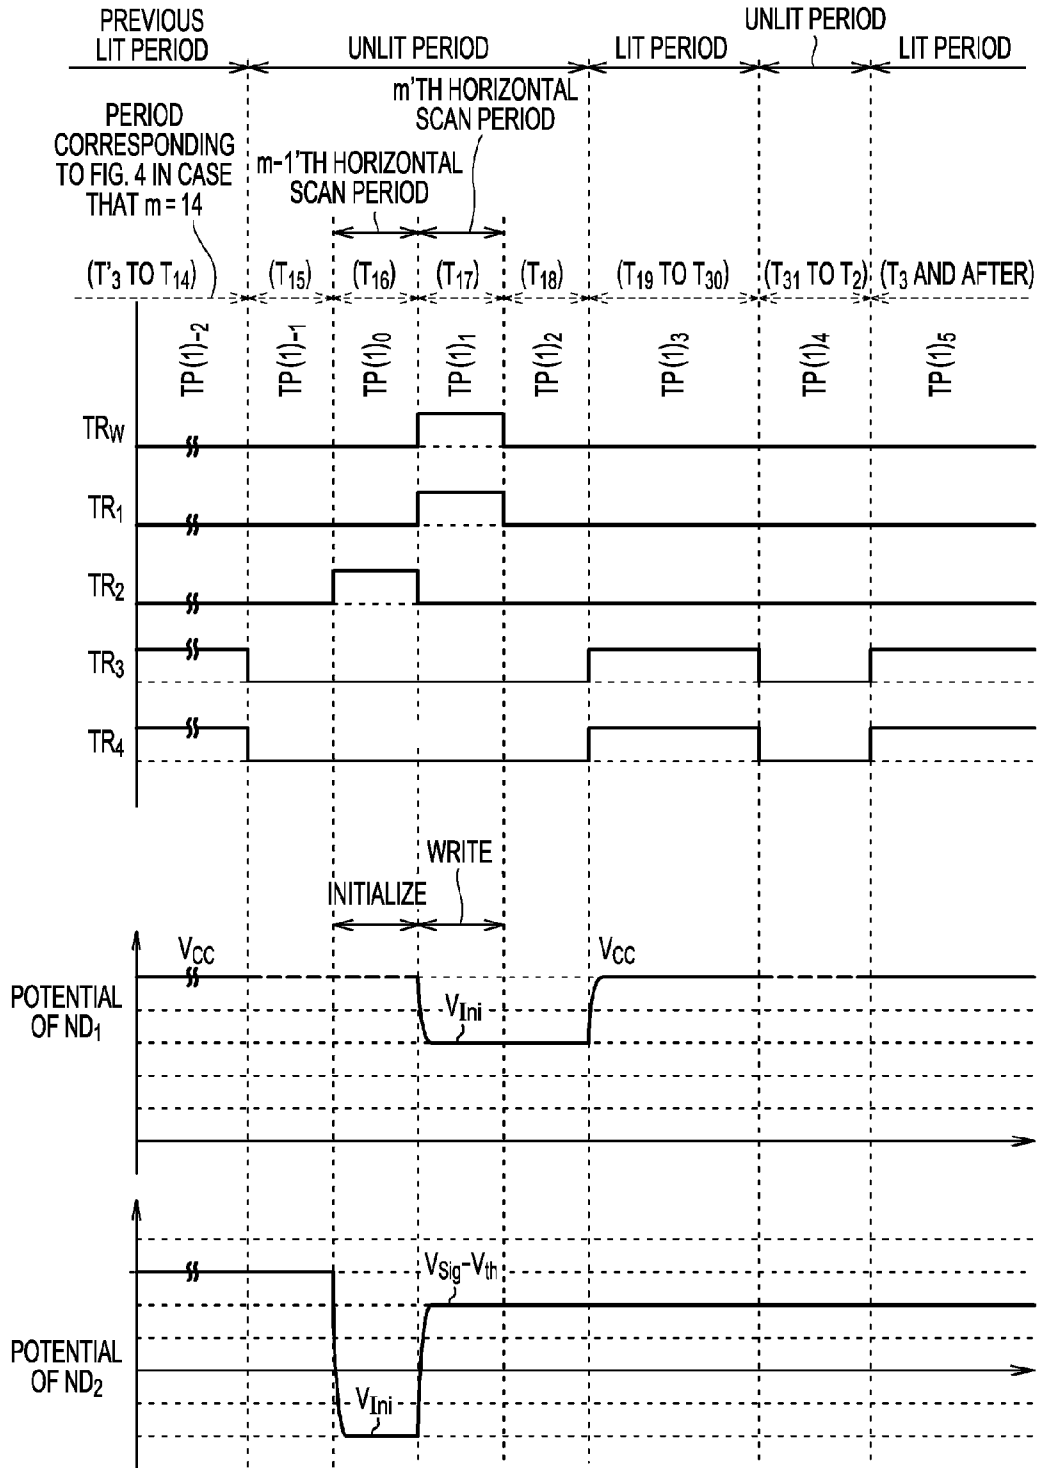 PREVIOUS
LIT PERIOD
UNLIT PERIOD
LIT PERIOD
UNLIT PERIOD
LIT PERIOD
m'TH HORIZONTAL
SCAN PERIOD
PERIOD
CORRESPONDING
TO FIG. 4 IN CASE
THAT m = 14
m-1'TH HORIZONTAL
SCAN PERIOD
(T'3 TO T14)
(T15)
(T16)
(T17)
(T18)
(T19 TO T30)
(T31 TO T2)
(T3 AND AFTER)
TP(1)-2
TP(1)-1
TP(1)0
TP(1)1
TP(1)2
TP(1)3
TP(1)4
TP(1)5
TRW
TR1
TR2
TR3
TR4
WRITE
INITIALIZE
VCC
VCC
VIni
POTENTIAL
OF ND1
VSig-Vth
POTENTIAL
OF ND2
VIni